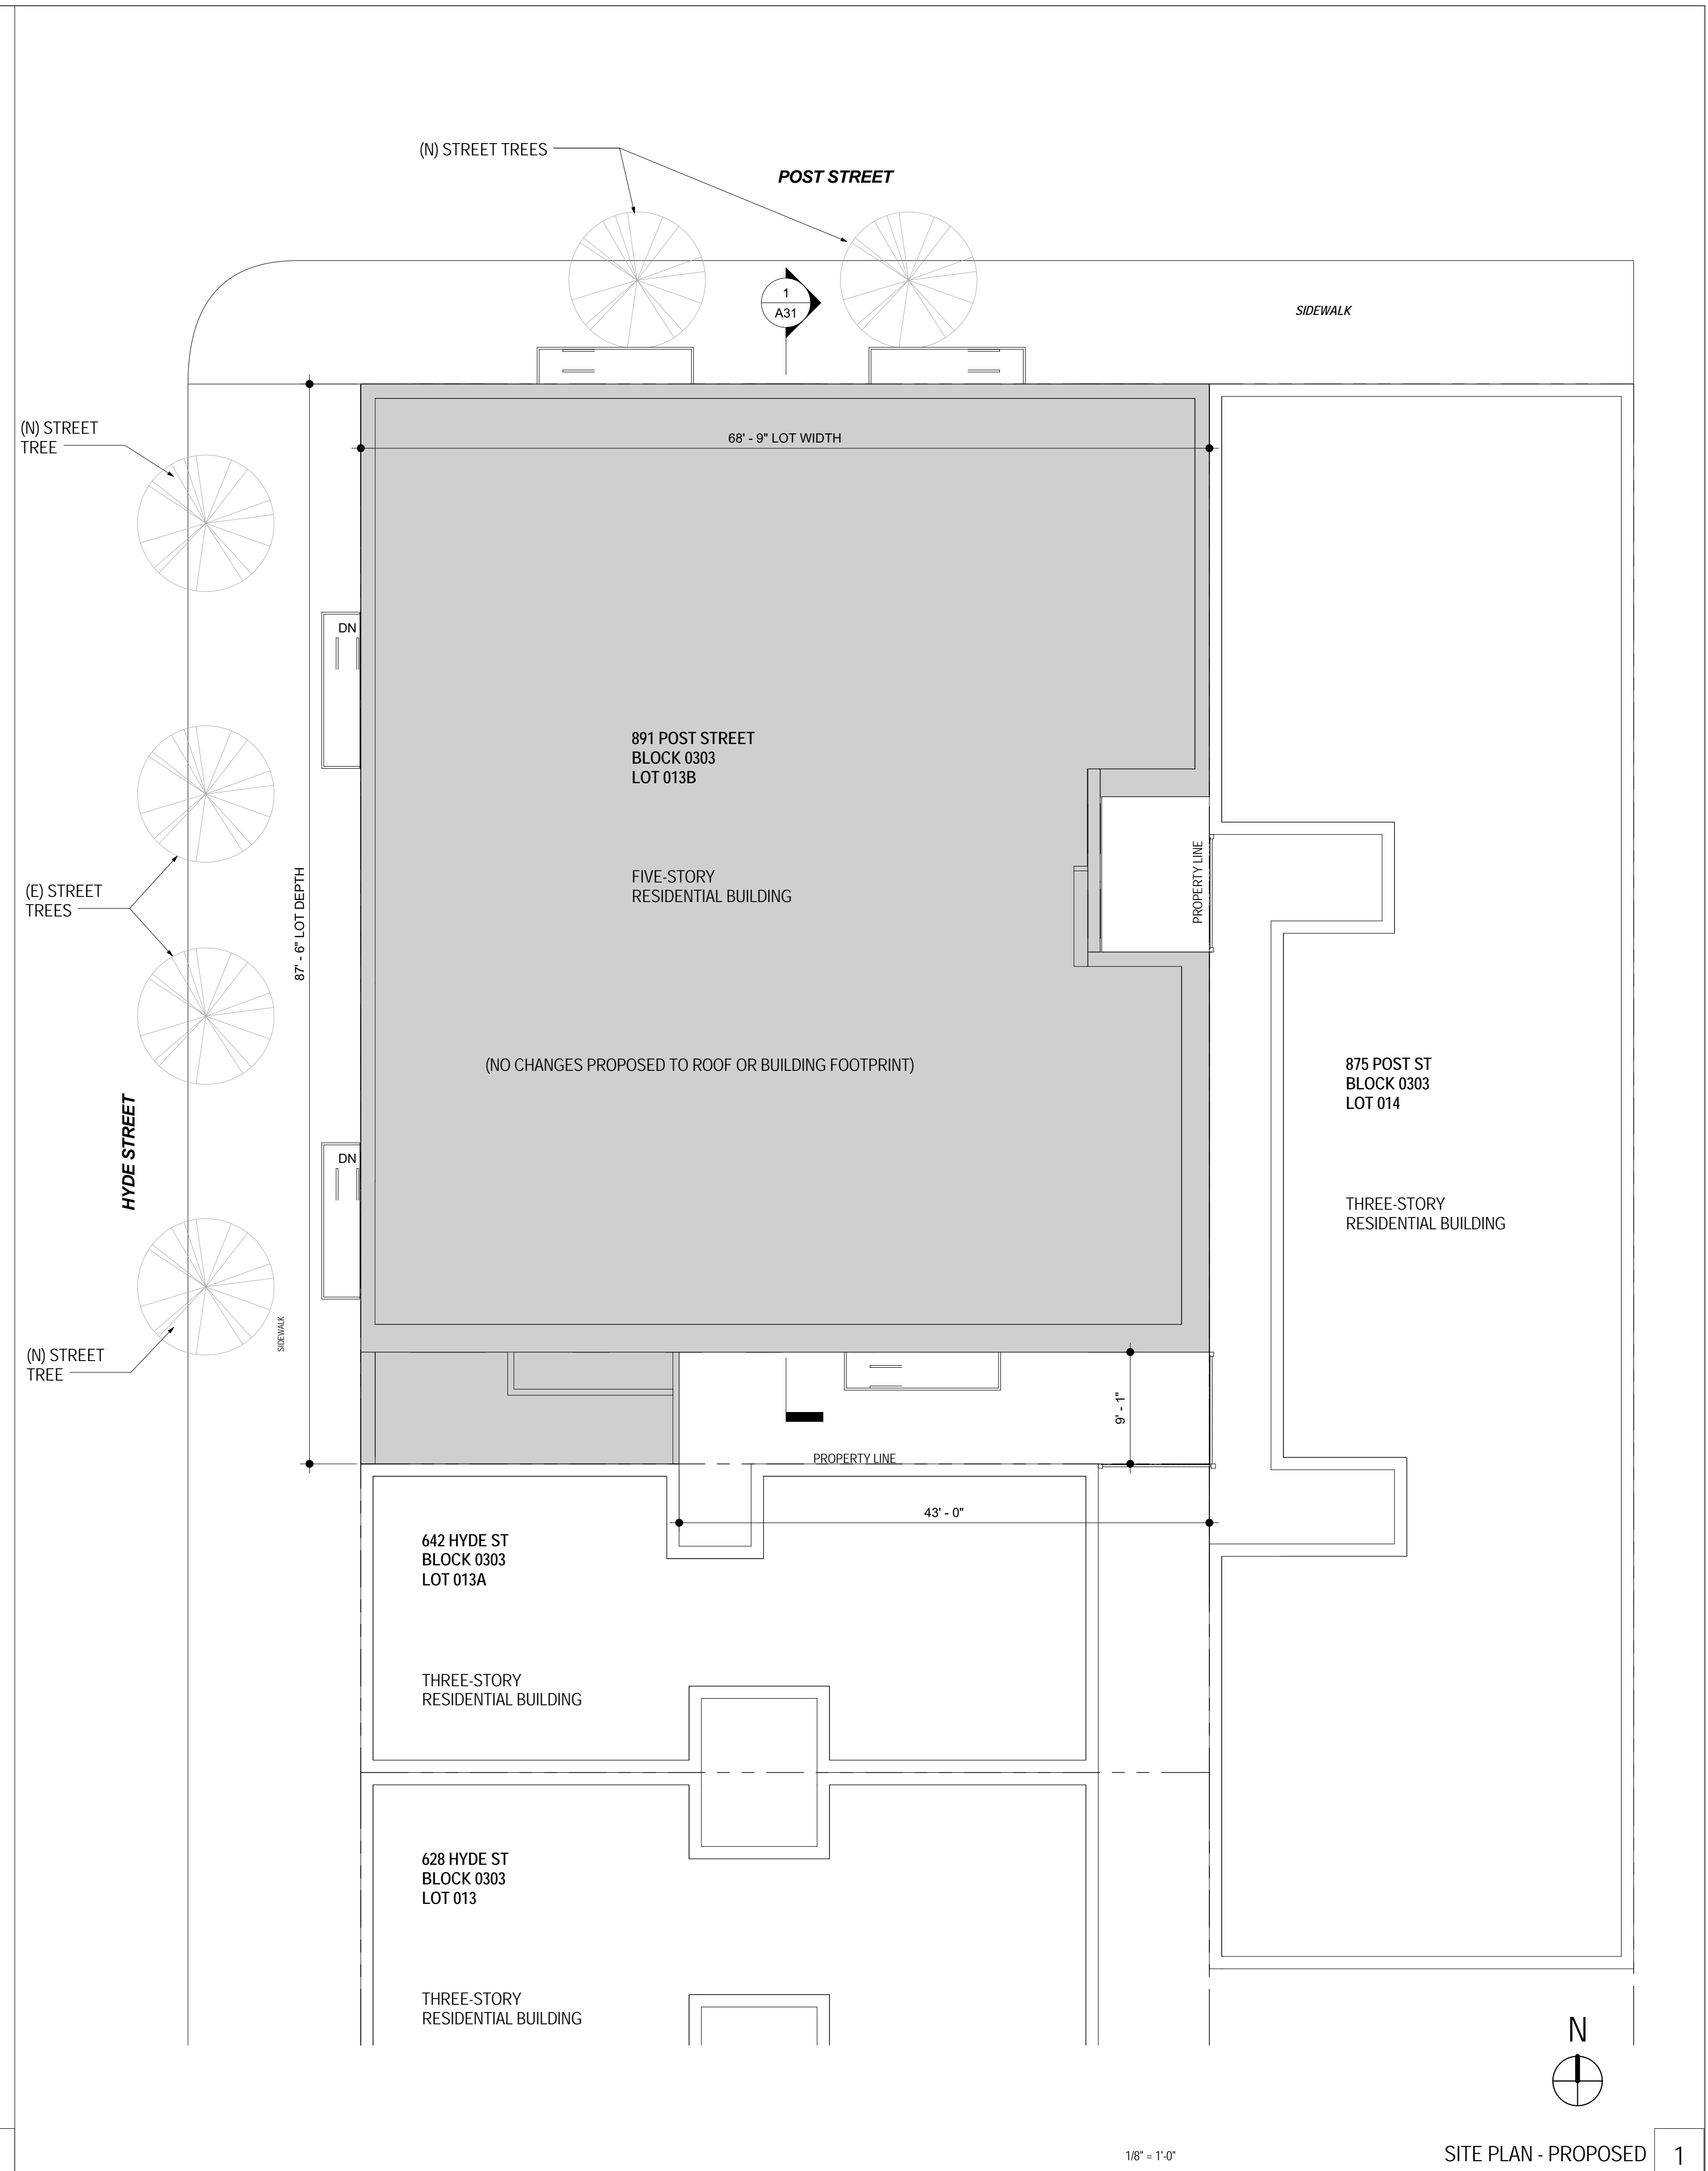 (N) STREET TREES
POST STREET
1
A31
SIDEWALK
(N) STREET
TREE
68' - 9" LOT WIDTH
DN
891 POST STREET
BLOCK 0303
LOT 013B
FIVE-STORY
RESIDENTIAL BUILDING
PROPERTY LINE
(E) STREET
TREES
87' - 6" LOT DEPTH
(NO CHANGES PROPOSED TO ROOF OR BUILDING FOOTPRINT)
875 POST ST
BLOCK 0303
LOT 014
HYDE STREET
DN
THREE-STORY
RESIDENTIAL BUILDING
SIDEWALK
(N) STREET
TREE
9' - 1"
PROPERTY LINE
43' - 0"
642 HYDE ST
BLOCK 0303
LOT 013A
THREE-STORY
RESIDENTIAL BUILDING
628 HYDE ST
BLOCK 0303
LOT 013
THREE-STORY
RESIDENTIAL BUILDING
N
1/8" = 1'-0"
SITE PLAN - PROPOSED
1